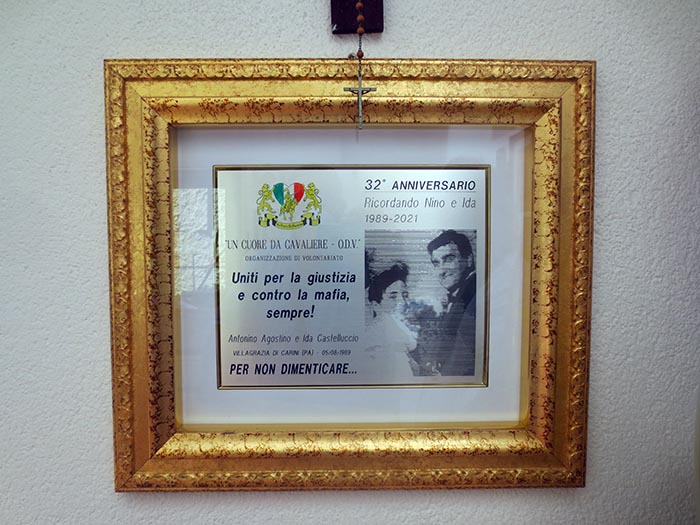 32° ANNIVERSARIO
Ricordando Nino e Ida
1989-2021
"UN CUORE DA CAVALIERE - O.D.V."
ORGANIZZAZIONE DI VOLONTARIATO
Uniti per la giustizia
e contro la mafia,
sempre!
Antonino Agostino e Ida Castelluccio
VILLAGRAZIA DI CARINI (PA) - 05-08-1989
PER NON DIMENTICARE...